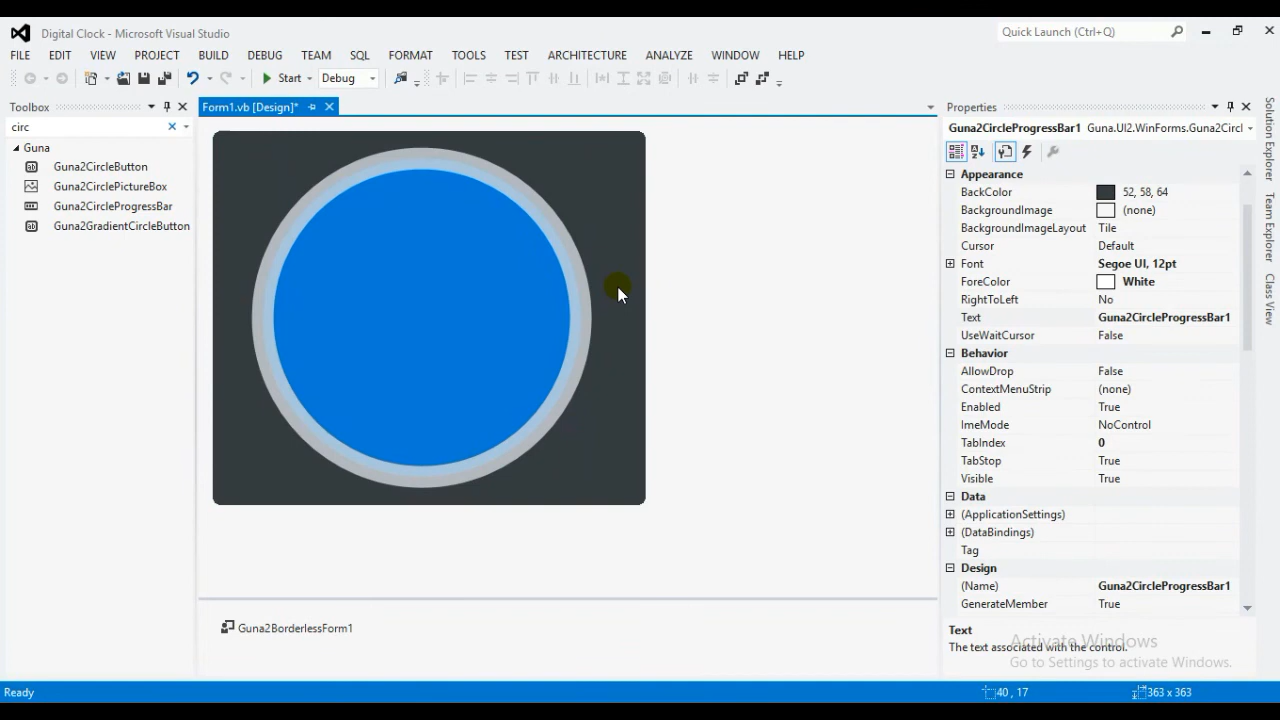 Digital Clock - Microsoft Visual Studio
Quick Launch (Ctrl+Q)
FILE EDIT VIEW PROJECT BUILD DEBUG TEAM SQL FORMAT TOOLS TEST ARCHITECTURE ANALYZE WINDOW HELP
Start Debug
Toolbox
Form1.vb [Design]*
Properties
circ
Guna2CircleProgressBar1 Guna.UI2.WinForms.Guna2Circl
Guna
Guna2CircleButton
Guna2CirclePictureBox
Guna2CircleProgressBar
Guna2GradientCircleButton
Appearance
BackColor 52, 58, 64
BackgroundImage (none)
BackgroundImageLayout Tile
Cursor Default
Font Segoe UI, 12pt
ForeColor White
RightToLeft No
Text Guna2CircleProgressBar1
UseWaitCursor False
Behavior
AllowDrop False
ContextMenuStrip (none)
Enabled True
ImeMode NoControl
TabIndex 0
TabStop True
Visible True
Data
(ApplicationSettings)
(DataBindings)
Tag
Design
(Name) Guna2CircleProgressBar1
GenerateMember True
Text
The text associated with the control.
Solution Explorer
Team Explorer
Class View
Guna2BorderlessForm1
Activate Windows
Go to Settings to activate Windows.
Ready
40 , 17
363 x 363